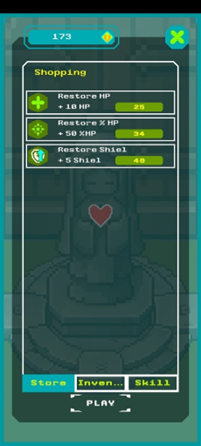 173
Shopping
Restore HP
+ 10 HP 25
Restore % HP
+ 50 %HP 34
Restore Shiel
+ 5 Shiel 48
Store Inven... Skill
PLAY